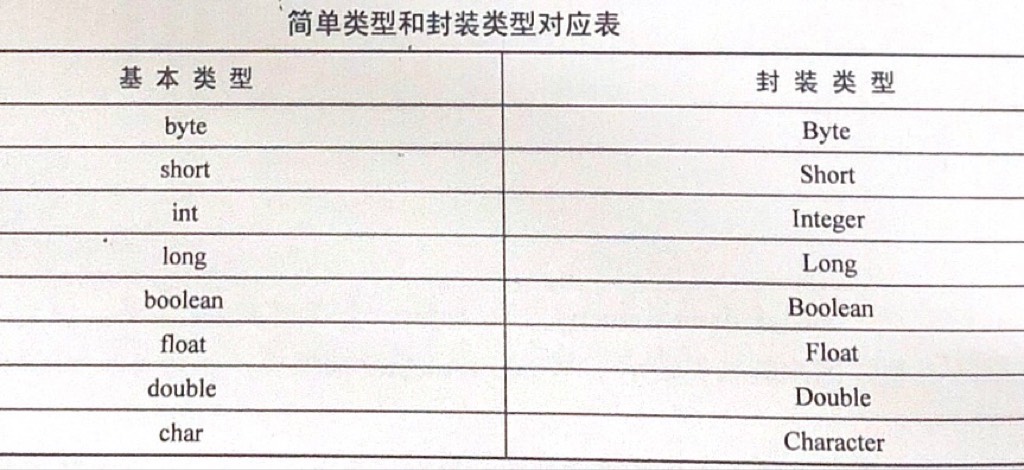 简单类型和封装类型对应表
基本类型 封装类型
byte Byte
short Short
int Integer
long Long
boolean Boolean
float Float
double Double
char Character